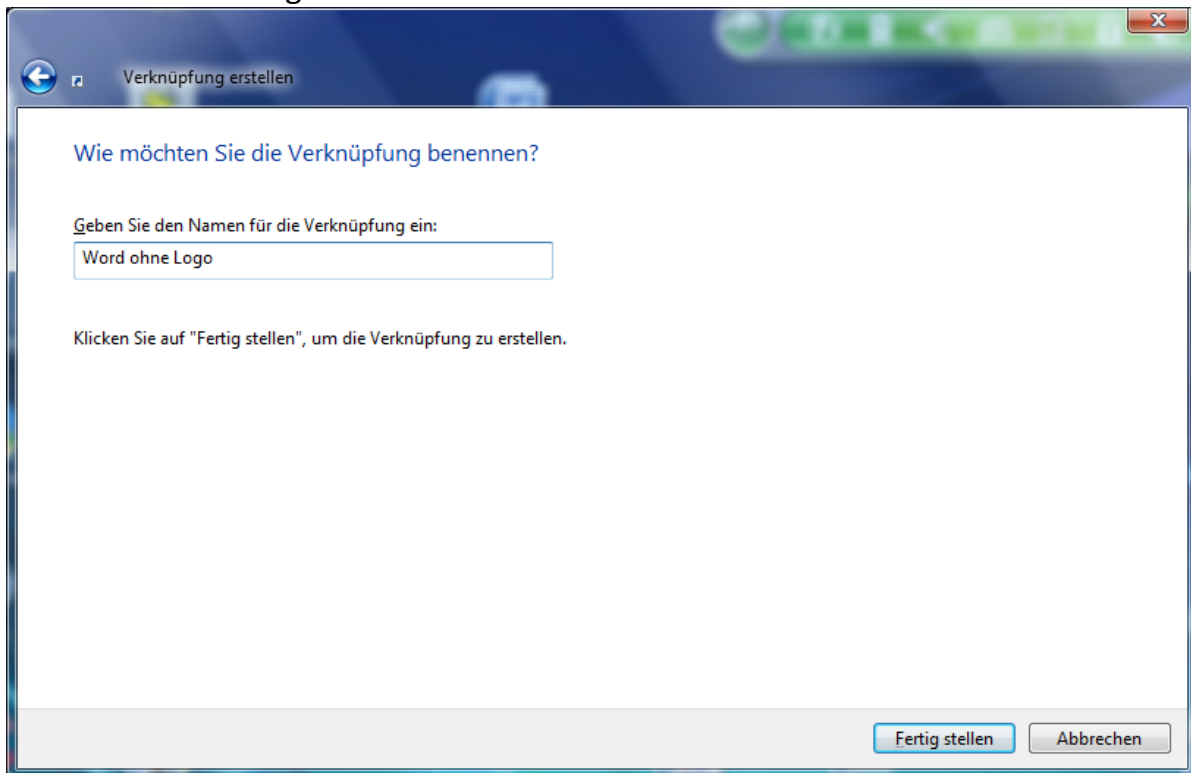 Verknüpfung erstellen
Wie möchten Sie die Verknüpfung benennen?
Geben Sie den Namen für die Verknüpfung ein:
Word ohne Logo
Klicken Sie auf "Fertig stellen", um die Verknüpfung zu erstellen.
Fertig stellen Abbrechen